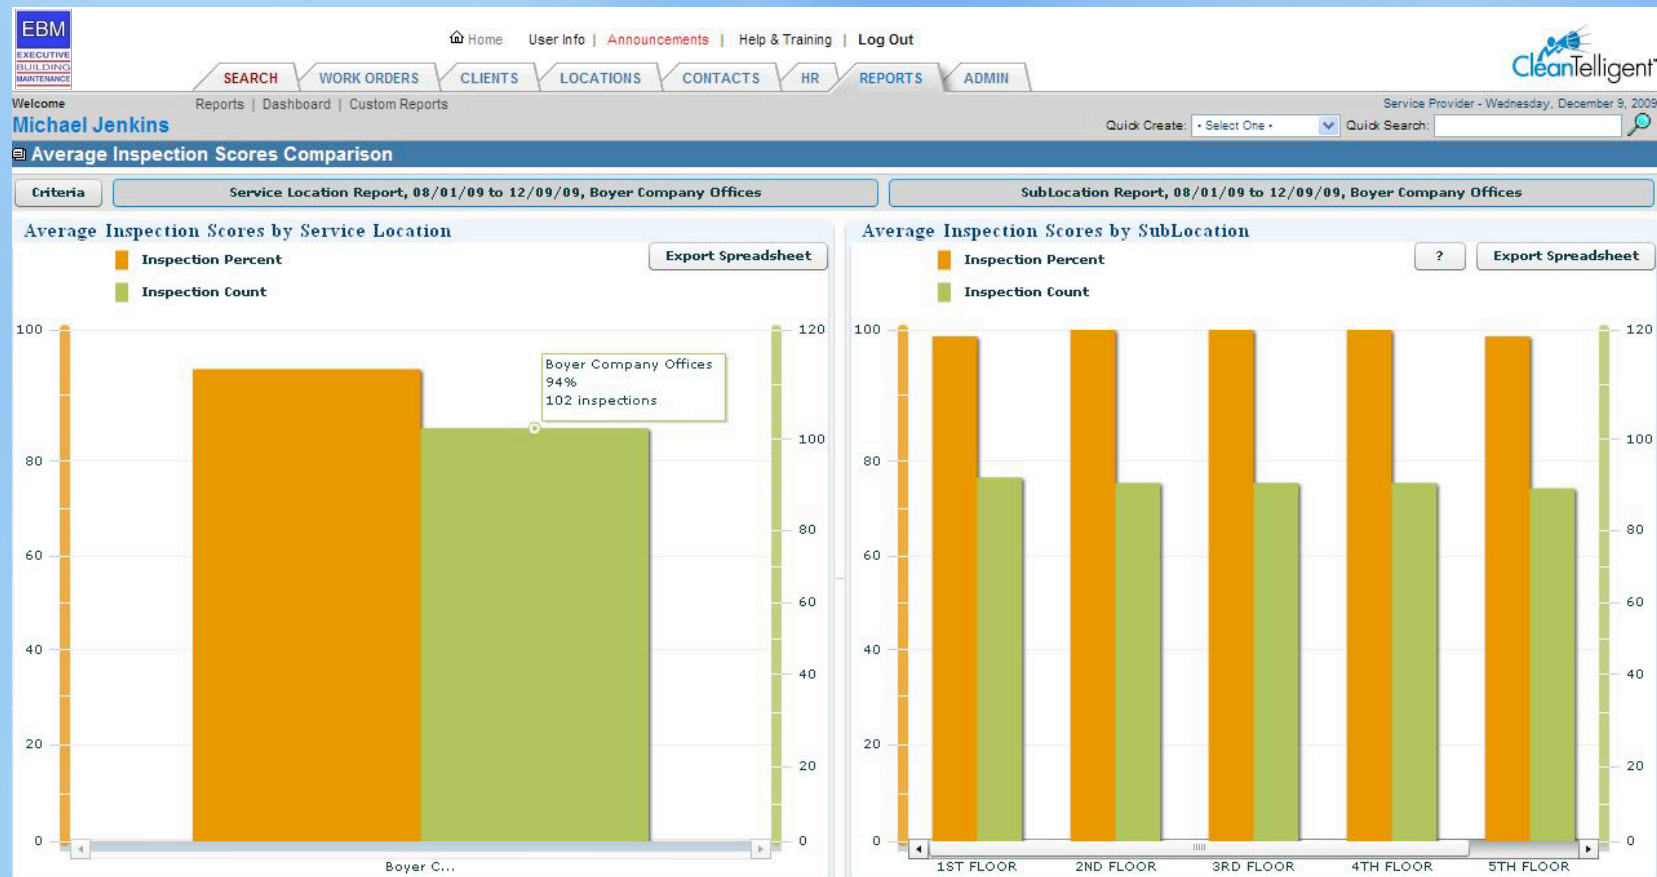 EBM
EXECUTIVE
BUILDING
MAINTENANCE
Home User Info | Announcements | Help & Training | Log Out
CleanTelligent
SEARCH WORK ORDERS CLIENTS LOCATIONS CONTACTS HR REPORTS ADMIN
Welcome Reports | Dashboard | Custom Reports Service Provider - Wednesday, December 9, 2009
Michael Jenkins Quick Create: • Select One • Quick Search:
Average Inspection Scores Comparison
Criteria Service Location Report, 08/01/09 to 12/09/09, Boyer Company Offices SubLocation Report, 08/01/09 to 12/09/09, Boyer Company Offices
Average Inspection Scores by Service Location
Inspection Percent Export Spreadsheet
Inspection Count
100 120
Boyer Company Offices
94%
102 inspections
100
80
80
60
60
40
40
20
20
0 0
Boyer C...
Average Inspection Scores by SubLocation
Inspection Percent ? Export Spreadsheet
Inspection Count
100 120
100
80
80
60
60
40
40
20
20
0 0
1ST FLOOR 2ND FLOOR 3RD FLOOR 4TH FLOOR 5TH FLOOR